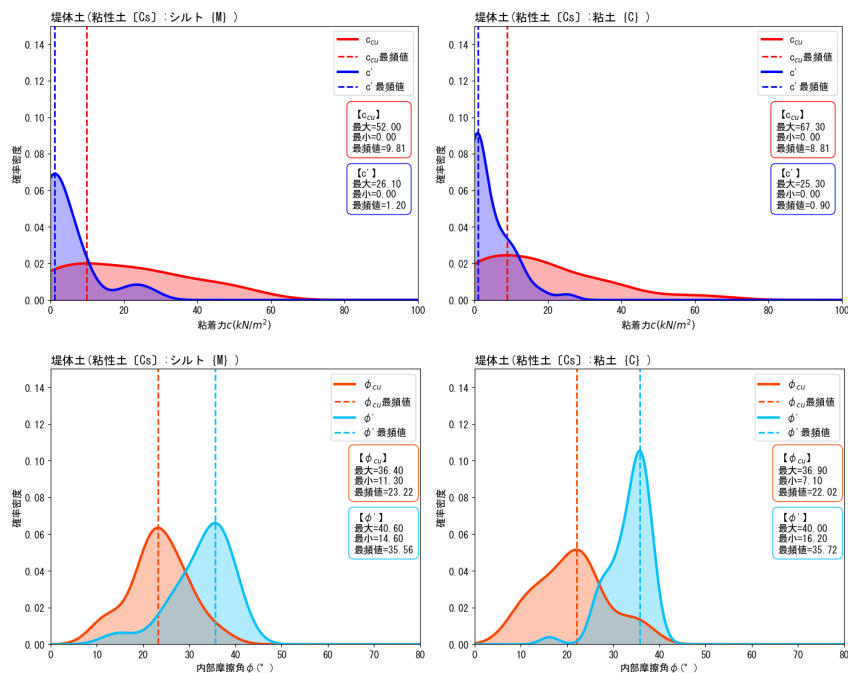 堤体土(粘性土〔Cs〕:シルト {M} )
0.14
0.12
0.10
0.08
0.06
0.04
0.02
0.00
確率密度
0
20
40
60
80
100
粘着力c(kN/m²)
c_cu
c_cu最頻値
c'
c'最頻値
【c_cu】
最大=52.00
最小=0.00
最頻値=9.81
【c'】
最大=26.10
最小=0.00
最頻値=1.20
堤体土(粘性土〔Cs〕:粘土 {C} )
0.14
0.12
0.10
0.08
0.06
0.04
0.02
0.00
確率密度
0
20
40
60
80
100
粘着力c(kN/m²)
c_cu
c_cu最頻値
c'
c'最頻値
【c_cu】
最大=67.30
最小=0.00
最頻値=8.81
【c'】
最大=25.30
最小=0.00
最頻値=0.90
堤体土(粘性土〔Cs〕:シルト {M} )
0.14
0.12
0.10
0.08
0.06
0.04
0.02
0.00
確率密度
0
10
20
30
40
50
60
70
80
内部摩擦角φ(°)
φ_cu
φ_cu最頻値
φ'
φ'最頻値
【φ_cu】
最大=36.40
最小=11.30
最頻値=23.22
【φ'】
最大=40.60
最小=14.60
最頻値=35.56
堤体土(粘性土〔Cs〕:粘土 {C} )
0.14
0.12
0.10
0.08
0.06
0.04
0.02
0.00
確率密度
0
10
20
30
40
50
60
70
80
内部摩擦角φ(°)
φ_cu
φ_cu最頻値
φ'
φ'最頻値
【φ_cu】
最大=36.90
最小=7.10
最頻値=22.02
【φ'】
最大=40.00
最小=16.20
最頻値=35.72